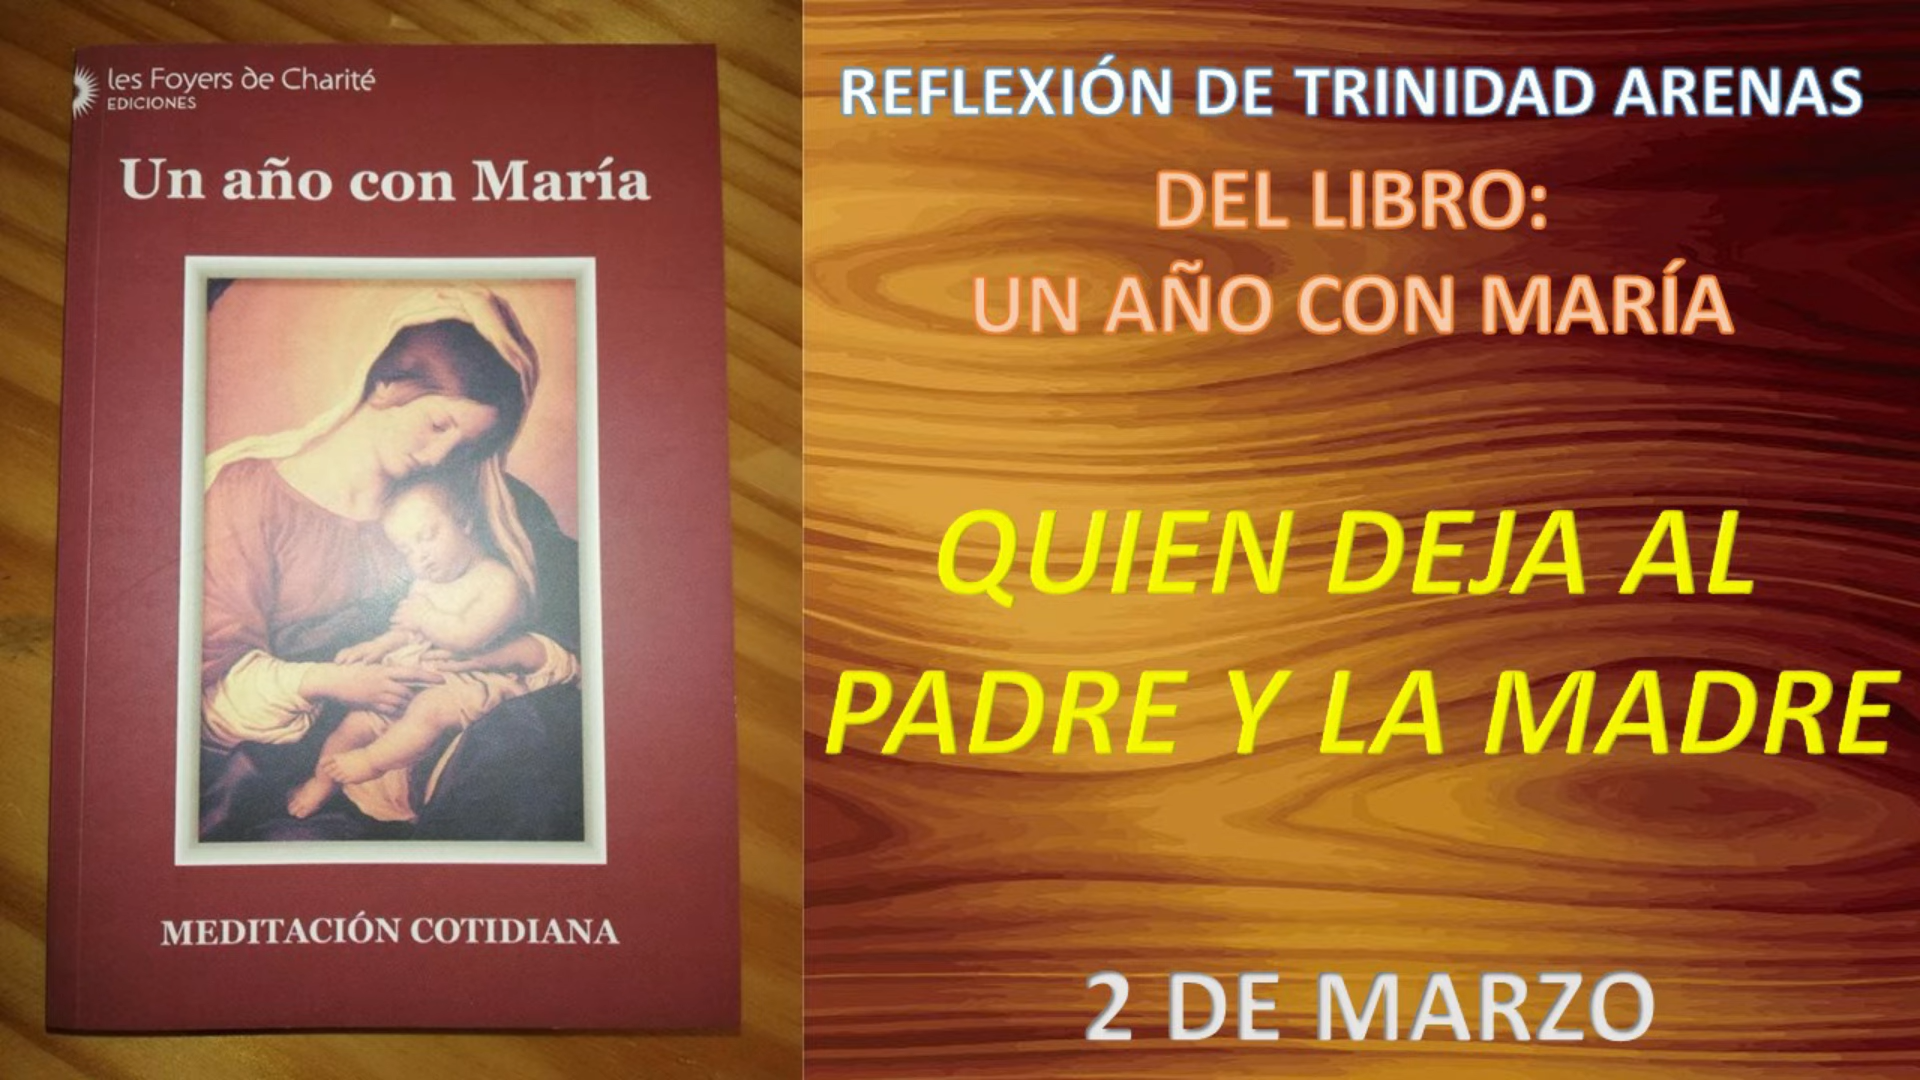 les Foyers de Charité
EDICIONES
Un año con María
MEDITACIÓN COTIDIANA
REFLEXIÓN DE TRINIDAD ARENAS
DEL LIBRO:
UN AÑO CON MARÍA
QUIEN DEJA AL
PADRE Y LA MADRE
2 DE MARZO